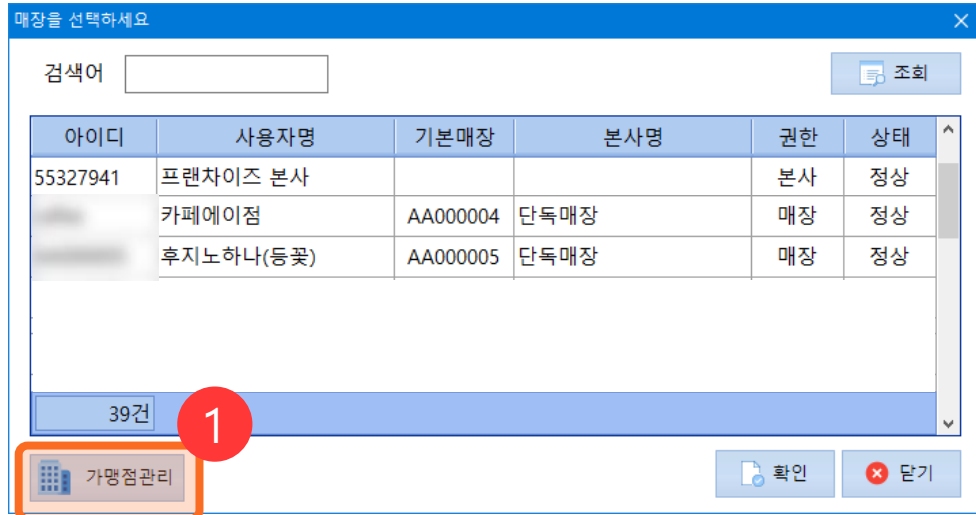 매장을 선택하세요
검색어 조회
아이디 사용자명 기본매장 본사명 권한 상태
55327941 프랜차이즈 본사 본사 정상
카페에이점 AA000004 단독매장 매장 정상
후지노하나(등꽃) AA000005 단독매장 매장 정상
39건
1
가맹점관리 확인 닫기